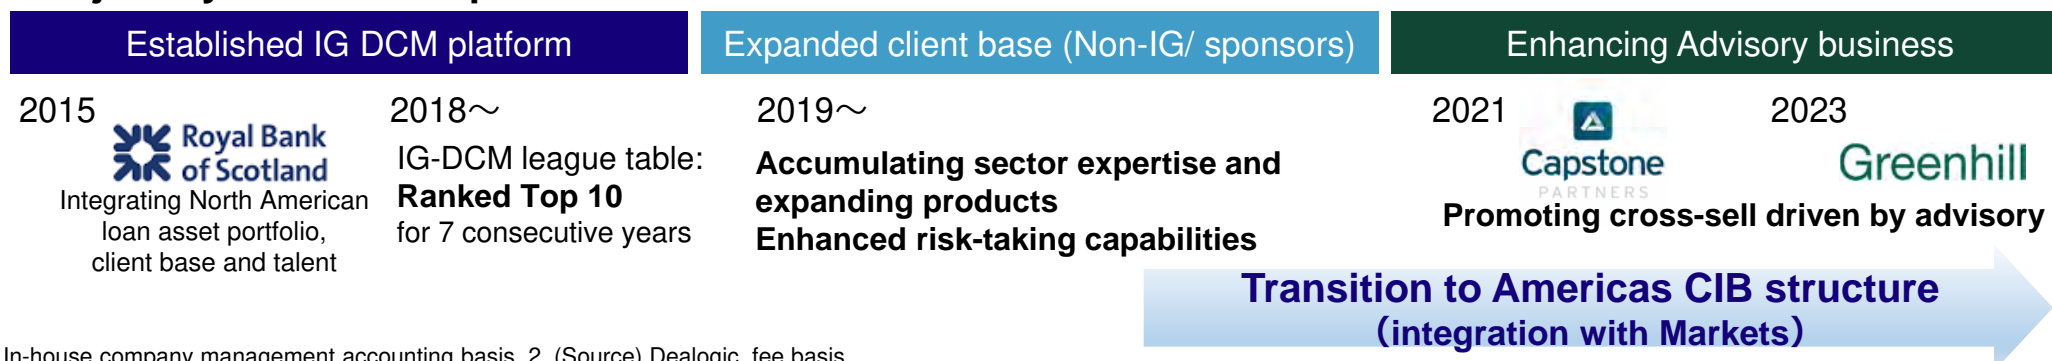 Established IG DCM platform
Expanded client base (Non-IG/ sponsors)
Enhancing Advisory business
2015
Royal Bank
of Scotland
Integrating North American
loan asset portfolio,
client base and talent
2018～
IG-DCM league table:
Ranked Top 10
for 7 consecutive years
2019～
Accumulating sector expertise and
expanding products
Enhanced risk-taking capabilities
2021
Capstone
PARTNERS
2023
Greenhill
Promoting cross-sell driven by advisory
Transition to Americas CIB structure
（integration with Markets）
In-house company management accounting basis 2. (Source) Dealogic, fee basis